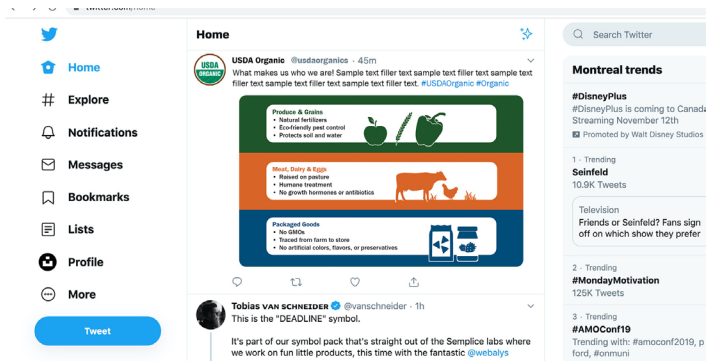 twitter.com/home
Home
Explore
Notifications
Messages
Bookmarks
Lists
Profile
More
Tweet
Home
USDA
ORGANIC
USDA Organic @usdaorganics · 45m
What makes us who we are! Sample text filler text sample text filler text sample text
filler text sample text filler text sample text filler text. #USDAOrganic #Organic
Produce & Grains
• Natural fertilizers
• Eco-friendly pest control
• Protects soil and water
Meat, Dairy & Eggs
• Raised on pasture
• Humane treatment
• No growth hormones or antibiotics
Packaged Goods
• No GMOs
• Traced from farm to store
• No artificial colors, flavors, or preservatives
Tobias VAN SCHNEIDER @vanschneider · 1h
This is the "DEADLINE" symbol.
It's part of our symbol pack that's straight out of the Semplice labs where
we work on fun little products, this time with the fantastic @webalys
Search Twitter
Montreal trends
#DisneyPlus
#DisneyPlus is coming to Canada
Streaming November 12th
Promoted by Walt Disney Studios
1 · Trending
Seinfeld
10.9K Tweets
Television
Friends or Seinfeld? Fans sign
off on which show they prefer
2 · Trending
#MondayMotivation
125K Tweets
3 · Trending
#AMOConf19
Trending with: #amoconf2019, p
ford, #onmuni